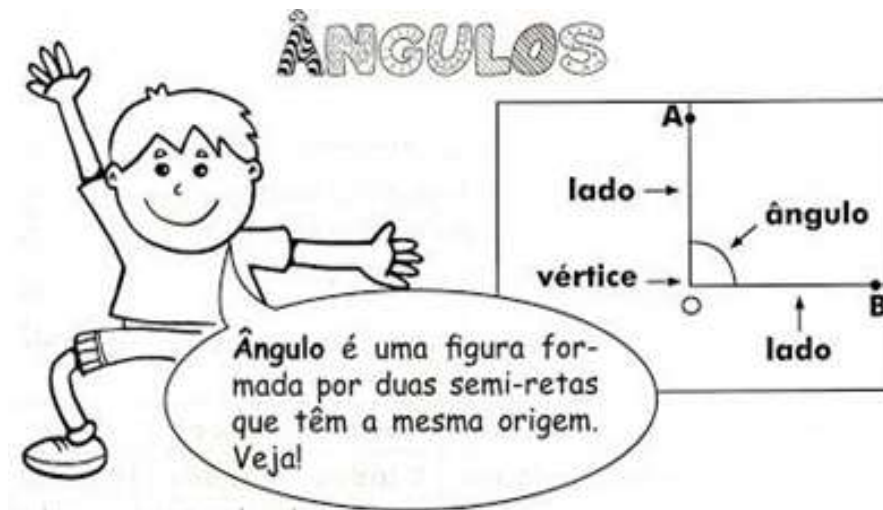 ÂNGULOS
A
lado
ângulo
vértice
O
B
lado
Ângulo é uma figura for-
mada por duas semi-retas
que têm a mesma origem.
Veja!